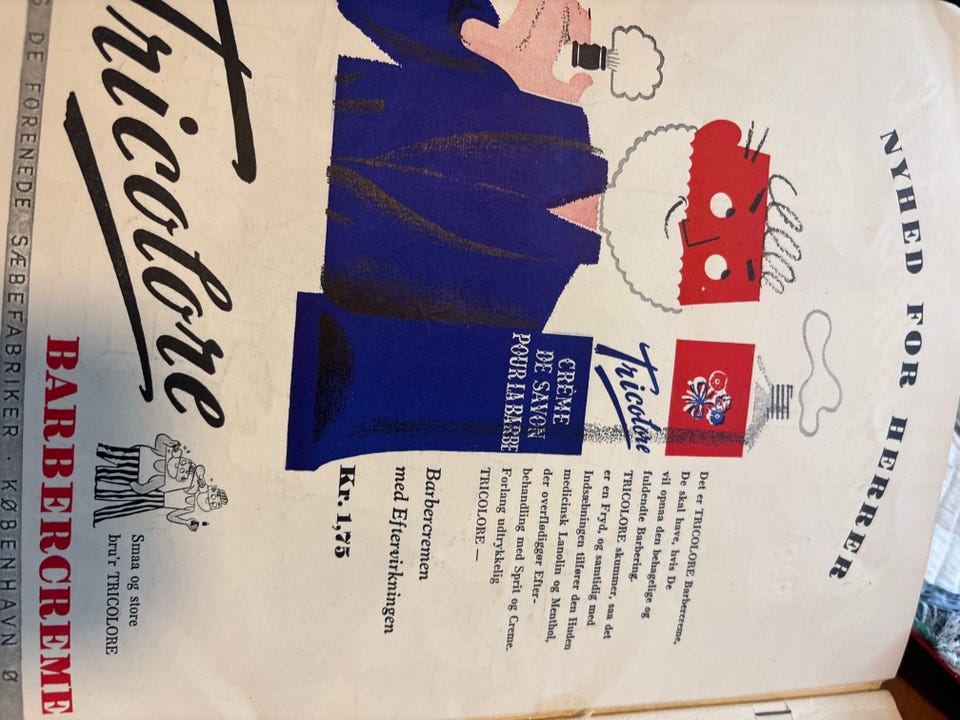 NYHED FOR HERRER
Tricolore
CRÈME
DE SAVON
POUR LA BARBE
Det er TRICOLORE Barbercreme,
De skal have, hvis De
vil opnaa den behagelige og
fuldendte Barbering.
TRICOLORE skummer, saa det
er en Fryd og samtidig med
Indsæbningen tilfører den Huden
medicinsk Lanolin og Menthol,
der overflødiggør Efter-
behandling med Sprit og Creme.
Forlang udtrykkelig
TRICOLORE —
Barbercremen
med Eftervirkningen
Kr. 1,75
Tricolore
Smaa og store
bru'r TRICOLORE
BARBERCREME
DE FORENEDE SÆBEFABRIKER · KØBENHAVN Ø